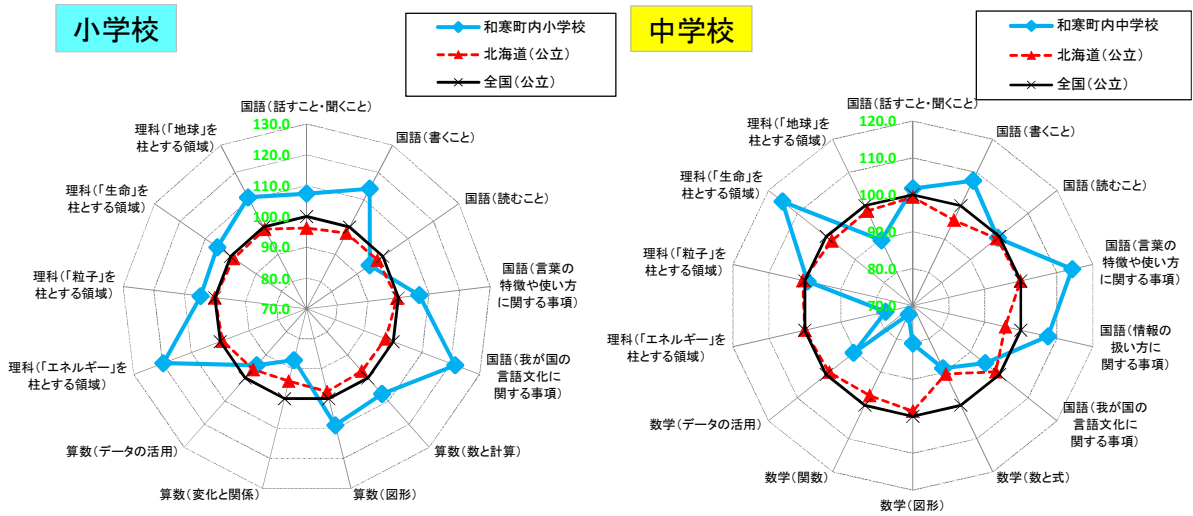 小学校
和寒町内小学校
北海道(公立)
全国(公立)
国語(話すこと・聞くこと)
国語(書くこと)
国語(読むこと)
国語(言葉の
特徴や使い方
に関する事項)
国語(我が国の
言語文化に
関する事項)
算数(数と計算)
算数(図形)
算数(変化と関係)
算数(データの活用)
理科(「エネルギー」を
柱とする領域)
理科(「粒子」を
柱とする領域)
理科(「生命」を
柱とする領域)
理科(「地球」を
柱とする領域)
130.0
120.0
110.0
100.0
90.0
80.0
70.0
中学校
和寒町内中学校
北海道(公立)
全国(公立)
国語(話すこと・聞くこと)
国語(書くこと)
国語(読むこと)
国語(言葉の
特徴や使い方
に関する事項)
国語(情報の
扱い方に
関する事項)
国語(我が国の
言語文化に
関する事項)
数学(数と式)
数学(図形)
数学(関数)
数学(データの活用)
理科(「エネルギー」を
柱とする領域)
理科(「粒子」を
柱とする領域)
理科(「生命」を
柱とする領域)
理科(「地球」を
柱とする領域)
120.0
110.0
100.0
90.0
80.0
70.0